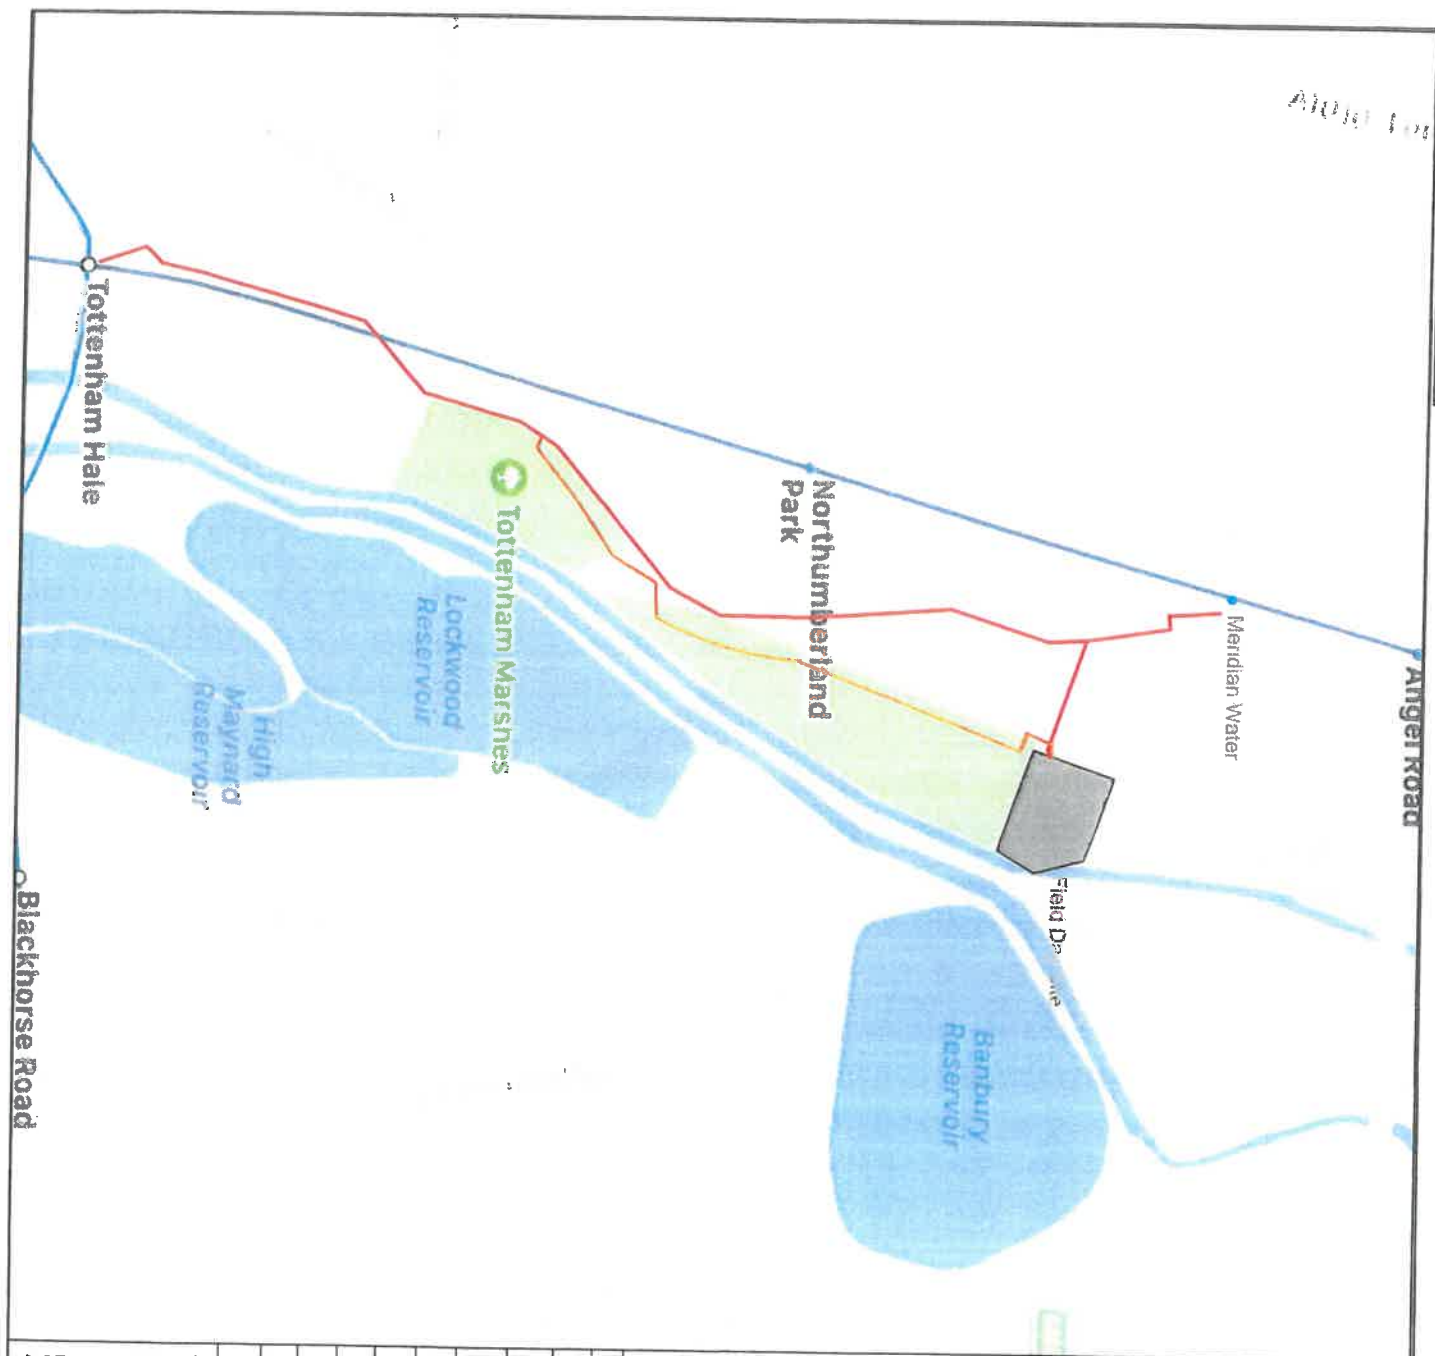 Angel Road
Meridian Water
Northumberland
Park
Tottenham Hale
Tottenham Marshes
Lockwood
Reservoir
High
Maynard
Reservoir
Banbury
Reservoir
Field
Blackhorse Road